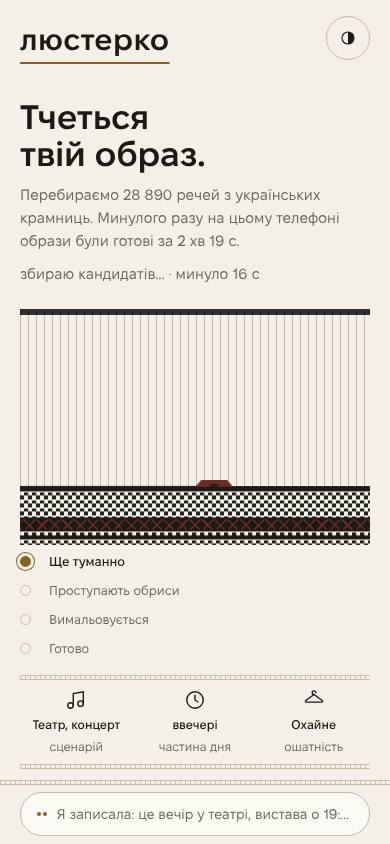 люстерко
Тчеться
твій образ.
Перебираємо 28 890 речей з українських
крамниць. Минулого разу на цьому телефоні
образи були готові за 2 хв 19 с.
збираю кандидатів… · минуло 16 с
Ще туманно
Проступають обриси
Вимальовується
Готово
Театр, концерт
ввечері
Охайне
сценарій
частина дня
ошатність
Я записала: це вечір у театрі, вистава о 19:…